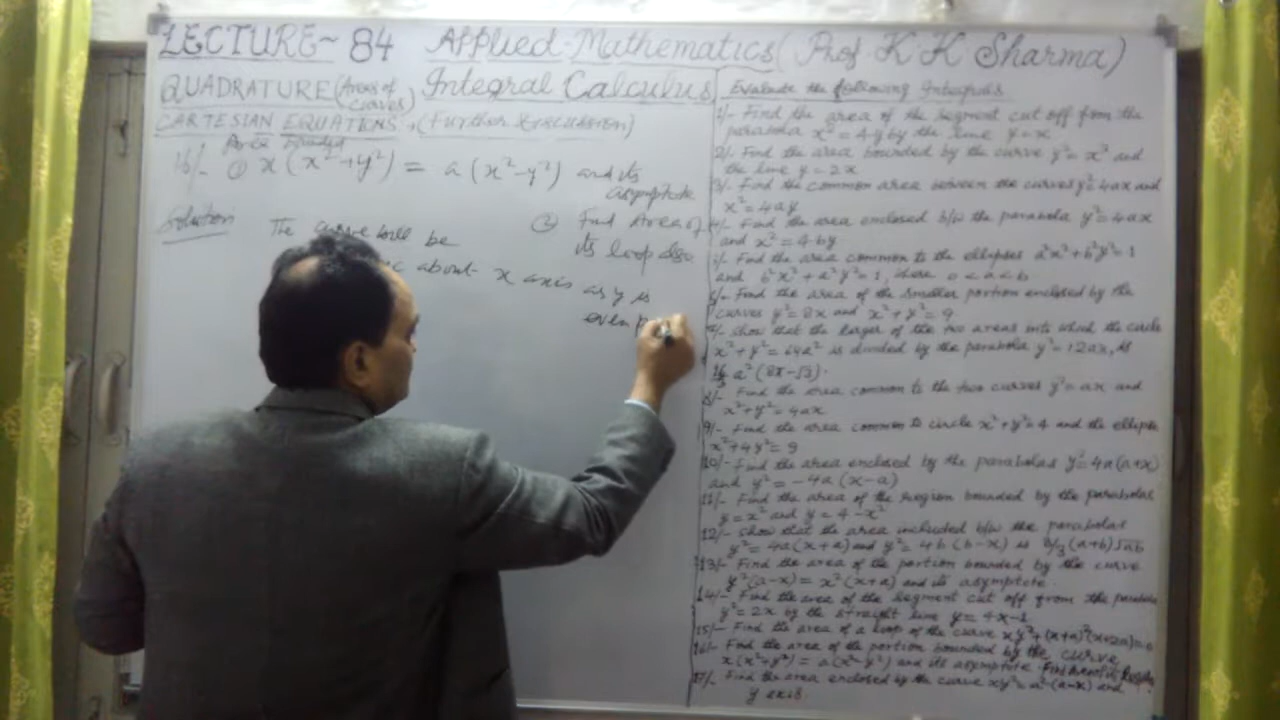 LECTURE~84 Applied-Mathematics( Prof K K Sharma)
QUADRATURE (Areas of curves), Integral Calculus
CARTESIAN EQUATIONS, (Further Discussion)
Area bounded
16/- ① x(x²+y²) = a(x²-y²) and its
asymptote
② Find Area of
its loop also
Solution The curve will be
about x axis as y is
even
Evaluate the following Integrals
1/- Find the area of the segment cut off from the
parabola x² = 4y by the line y=x
2/- Find the area bounded by the curve y² = x³ and
the line y = 2x
3/- Find the common area between the curves y²=4ax and
x² = 4ay
4/- Find the area enclosed b/w the parabola y²=4ax
and x² = 4by
Find the area common to the ellipses a²x²+b²y²=1
and b²x²+a²y²=1, where 0<a<b
Find the area of the smaller portion enclosed by the
curves y²=8x and x²+y²=9
Show that the larger of the two areas into which the circle
x²+y²=64a² is divided by the parabola y²=12ax, is
16/3 a²(8π-√3).
8/- Find the area common to the two curves y²=ax and
x²+y²=4ax
9/- Find the area common to circle x²+y²=4 and the ellipse
x²+4y²=9
10/- Find the area enclosed by the parabolas y²=4a(a+x)
and y²=-4a(x-a)
11/- Find the area of the region bounded by the parabolas
y=x² and y=4-x²
12/- Show that the area included b/w the parabolas
y²=4a(x+a) and y²=4b(b-x) is 8/3(a+b)√ab
13/- Find the area of the portion bounded by the curve
y²(a-x)=x²(x+a) and its asymptote.
14/- Find the area of the segment cut off from the parabola
y²=2x by the straight line y=4x-1
15/- Find the area of a loop of the curve xy²+(x+a)²(x+2a)=0
16/- Find the area of the portion bounded by the curve
x(x²+y²)=a(x²-y²) and its asymptote.
17/- Find the area enclosed by the curve xy²=a²(a-x) and
y axis.